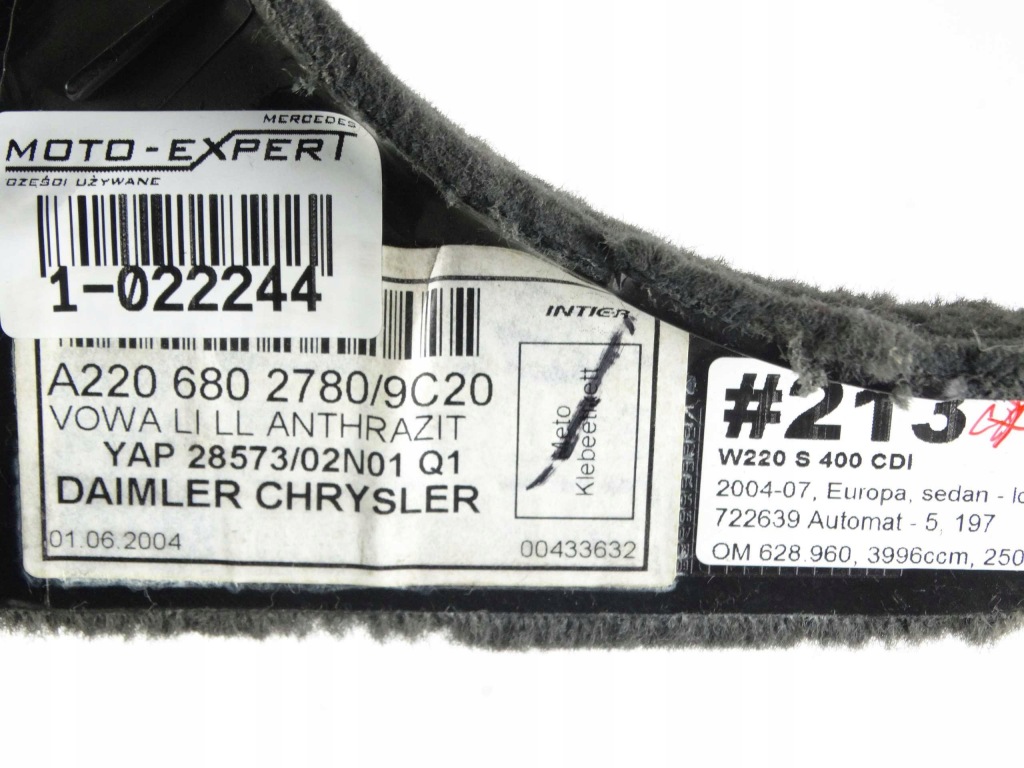 MERCEDES
MOTO-EXPERT
CZĘŚCI UŻYWANE
1-022244
INTIER
A220 680 2780/9C20
VOWA LI LL ANTHRAZIT
YAP 28573/02N01 Q1
DAIMLER CHRYSLER
01.06.2004
00433632
Meto
Klebeemett
#213
W220 S 400 CDI
2004-07, Europa, sedan -
722639 Automat - 5, 197
OM 628.960, 3996ccm, 250